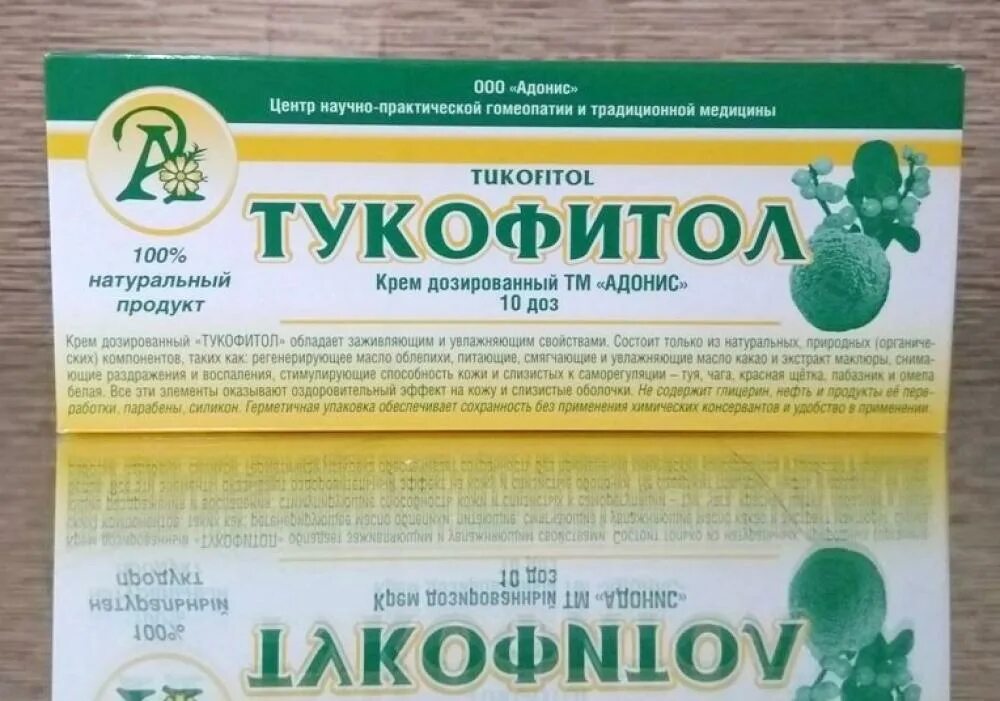 ООО «Адонис»
Центр научно-практической гомеопатии и традиционной медицины
TUKOFITOL
ТУКОФИТОЛ
100%
натуральный
продукт
Крем дозированный ТМ «АДОНИС»
10 доз
Крем дозированный «ТУКОФИТОЛ» обладает заживляющим и увлажняющим свойствами. Состоит только из натуральных, природных (органичес-
ских) компонентов, таких как: регенерирующее масло облепихи, питающие, смягчающие и увлажняющие масло какао и экстракт маклюры, снима-
ющие раздражения и воспаления, стимулирующие способность кожи и слизистых к саморегуляции – туя, чага, красная щётка, лабазник и омела
белая. Все эти элементы оказывают оздоровительный эффект на кожу и слизистые оболочки. Не содержит глицерин, нефть и продукты её пере-
работки, парабены, силикон. Герметичная упаковка обеспечивает сохранность без применения химических консервантов и удобство в применении.